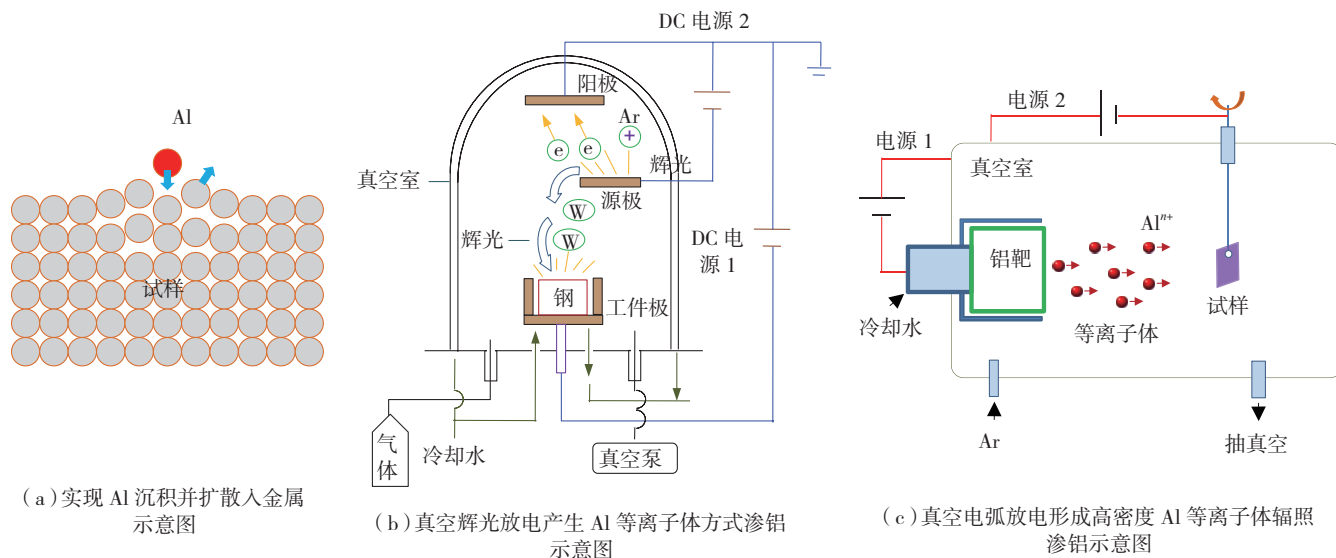 Al
试样
(a)实现 Al 沉积并扩散入金属
示意图
DC 电源 2
阳极
Ar
+
e
e
辉光
真空室
源极
W
辉光
W
DC 电
源 1
钢
工件极
气
体
冷却水
真空泵
(b)真空辉光放电产生 Al 等离子体方式渗铝
示意图
电源 2
电源 1
真空室
Alⁿ⁺
铝靶
冷却水
等离子体
试样
Ar
抽真空
(c)真空电弧放电形成高密度 Al 等离子体辐照
渗铝示意图